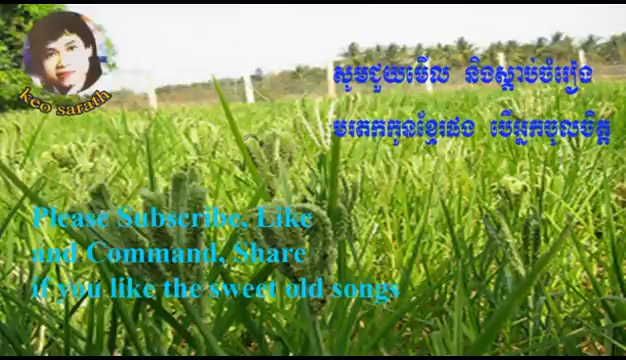 keo sarath
សូមជួយមើល និងស្ដាប់ចំរៀង
មរតកកូនខ្មែរផង បើអ្នកចូលចិត្ត
Please Subscribe, Like
and Command, Share
if you like the sweet old songs